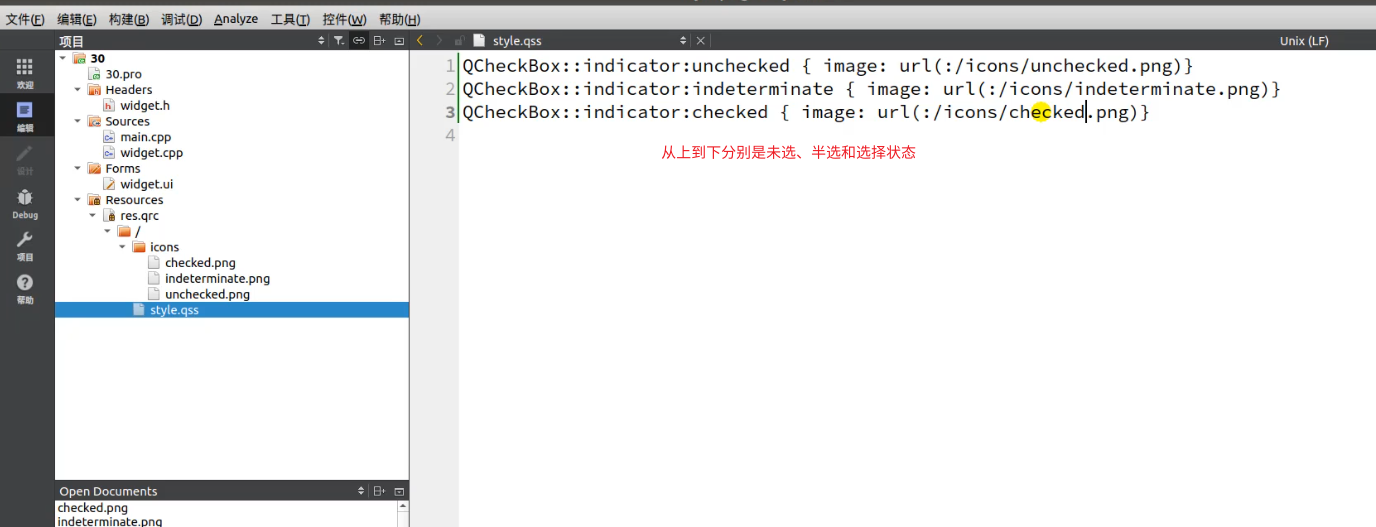 文件(F) 编辑(E) 构建(B) 调试(D) Analyze 工具(T) 控件(W) 帮助(H)
项目
style.qss
Unix (LF)
欢迎
编辑
设计
Debug
项目
帮助
30
30.pro
Headers
widget.h
Sources
main.cpp
widget.cpp
Forms
widget.ui
Resources
res.qrc
/
icons
checked.png
indeterminate.png
unchecked.png
style.qss
1 QCheckBox::indicator:unchecked { image: url(:/icons/unchecked.png)}
2 QCheckBox::indicator:indeterminate { image: url(:/icons/indeterminate.png)}
3 QCheckBox::indicator:checked { image: url(:/icons/checked.png)}
4
从上到下分别是未选、半选和选择状态
Open Documents
checked.png
indeterminate.png